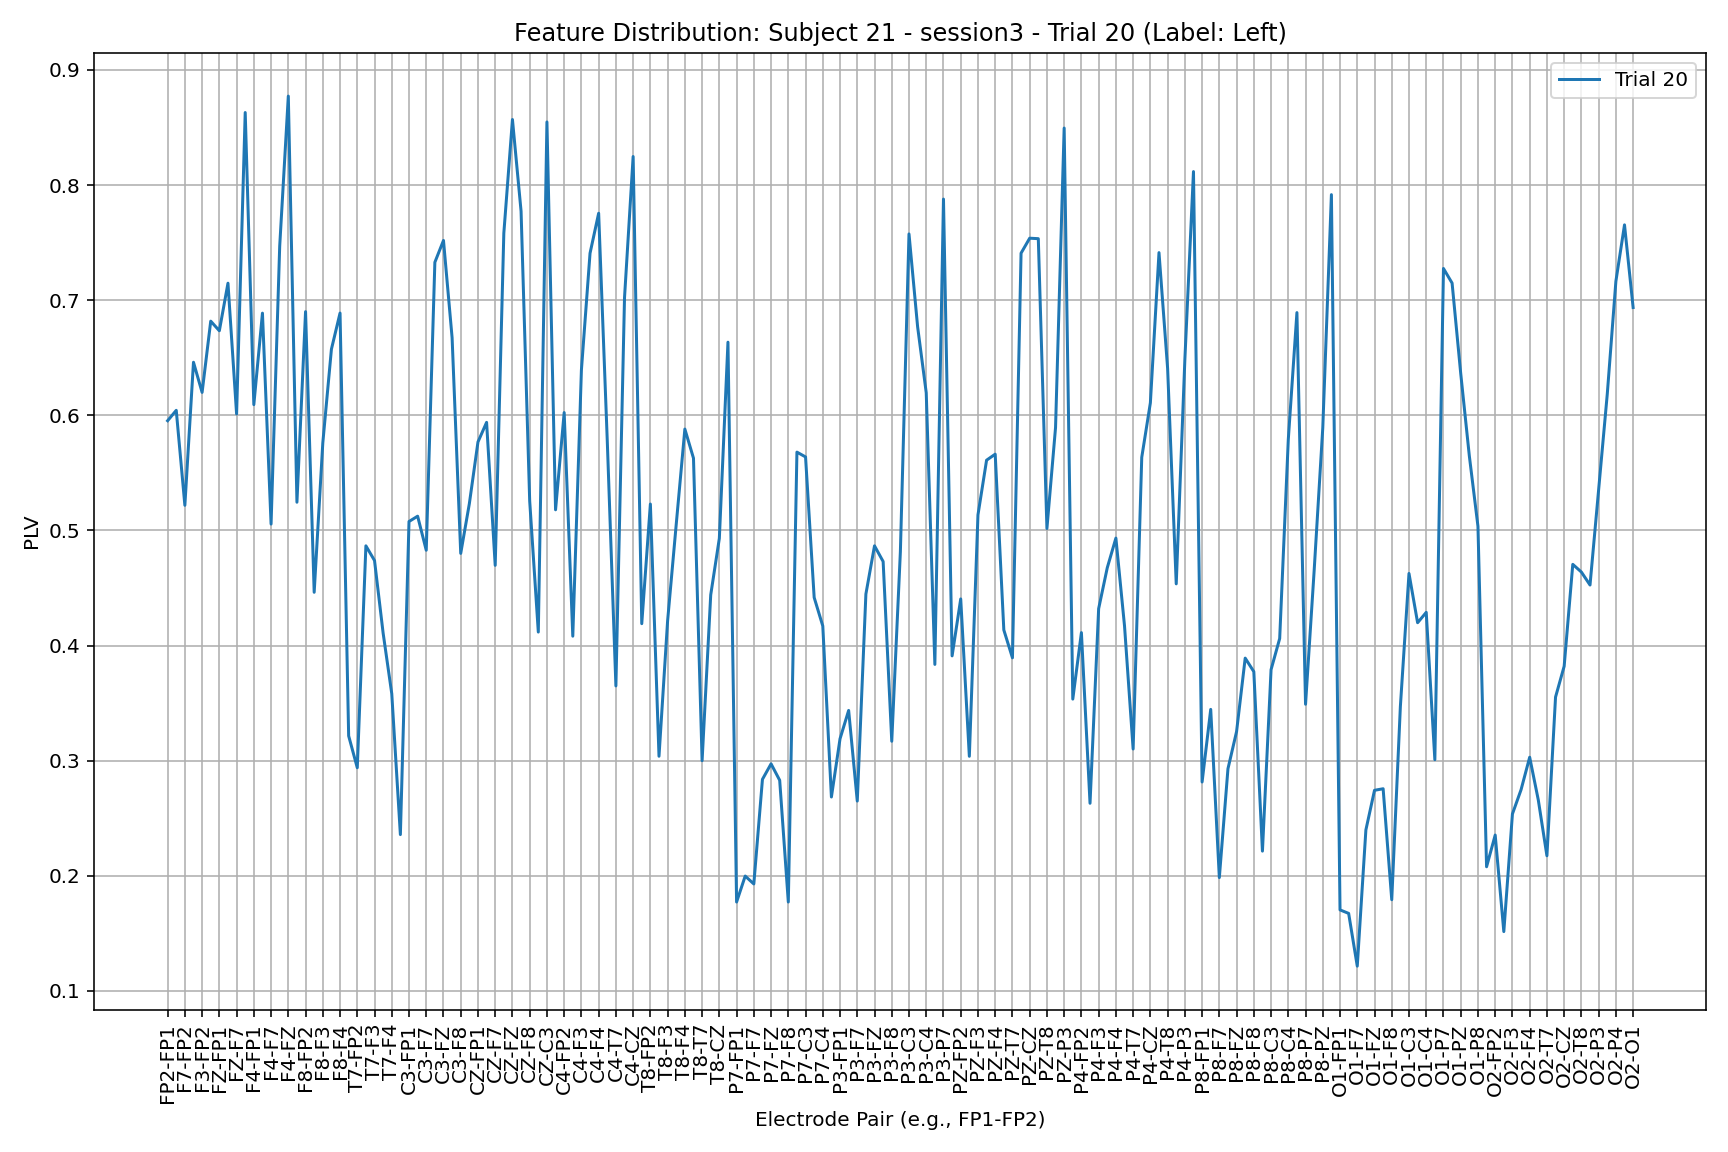 Feature Distribution: Subject 21 - session3 - Trial 20 (Label: Left)
Trial 20
0.9
0.8
0.7
0.6
0.5
0.4
0.3
0.2
0.1
PLV
FP2-FP1
F7-FP2
F3-FP2
FZ-FP1
FZ-F7
F4-FP1
F4-F7
F4-FZ
F8-FP2
F8-F3
F8-F4
T7-FP2
T7-F3
T7-F4
C3-FP1
C3-F7
C3-FZ
C3-F8
CZ-FP1
CZ-F7
CZ-FZ
CZ-F8
CZ-C3
C4-FP2
C4-F3
C4-F4
C4-T7
C4-CZ
T8-FP2
T8-F3
T8-F4
T8-T7
T8-CZ
P7-FP1
P7-F7
P7-FZ
P7-F8
P7-C3
P7-C4
P3-FP1
P3-F7
P3-FZ
P3-F8
P3-C3
P3-C4
P3-P7
PZ-FP2
PZ-F3
PZ-F4
PZ-T7
PZ-CZ
PZ-T8
PZ-P3
P4-FP2
P4-F3
P4-F4
P4-T7
P4-CZ
P4-T8
P4-P3
P8-FP1
P8-F7
P8-FZ
P8-F8
P8-C3
P8-C4
P8-P7
P8-PZ
O1-FP1
O1-F7
O1-FZ
O1-F8
O1-C3
O1-C4
O1-P7
O1-PZ
O1-P8
O2-FP2
O2-F3
O2-F4
O2-T7
O2-CZ
O2-T8
O2-P3
O2-P4
O2-O1
Electrode Pair (e.g., FP1-FP2)